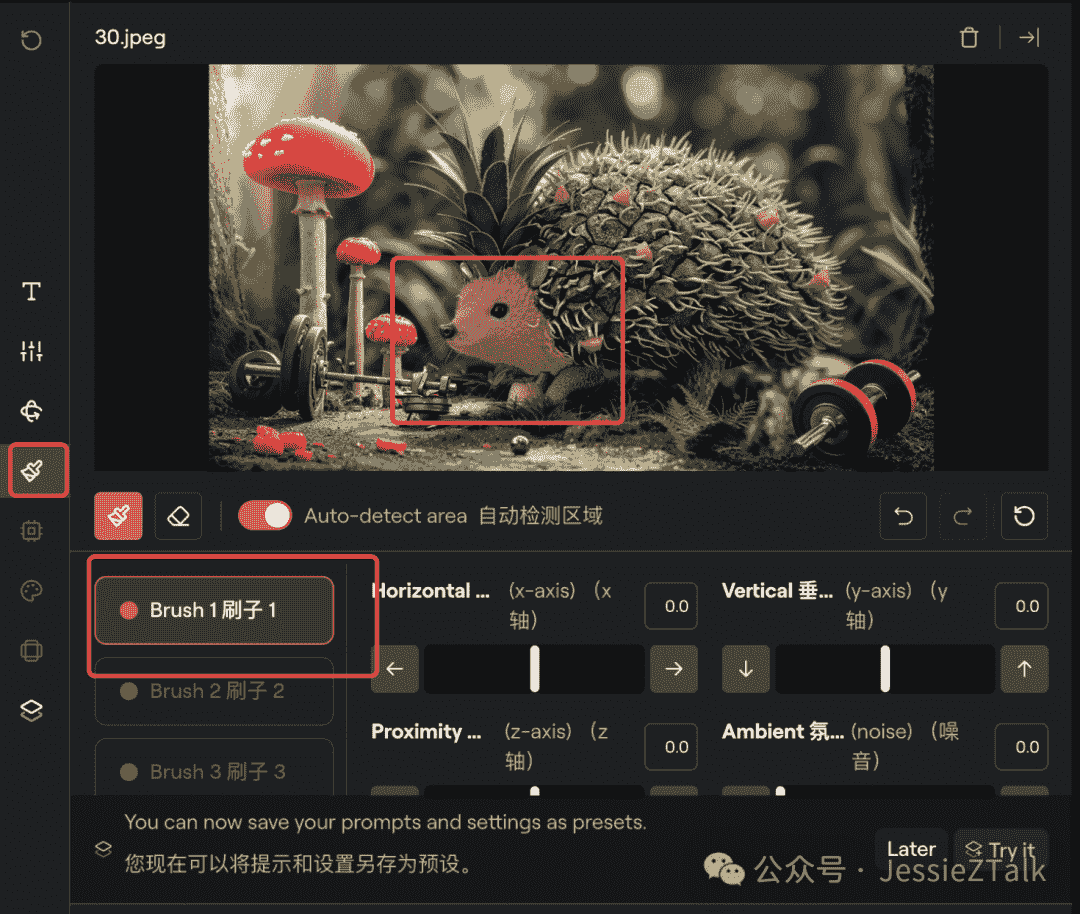 30.jpeg
Auto-detect area 自动检测区域
Brush 1 刷子 1
Brush 2 刷子 2
Brush 3 刷子 3
Horizontal ... (x-axis) （x
轴）
0.0
Vertical 垂... (y-axis) （y
轴）
0.0
Proximity ... (z-axis) （z
轴）
0.0
Ambient 氛... (noise) （噪
音）
0.0
You can now save your prompts and settings as presets.
您现在可以将提示和设置另存为预设。
Later
Try it
公众号 · JessieZTalk